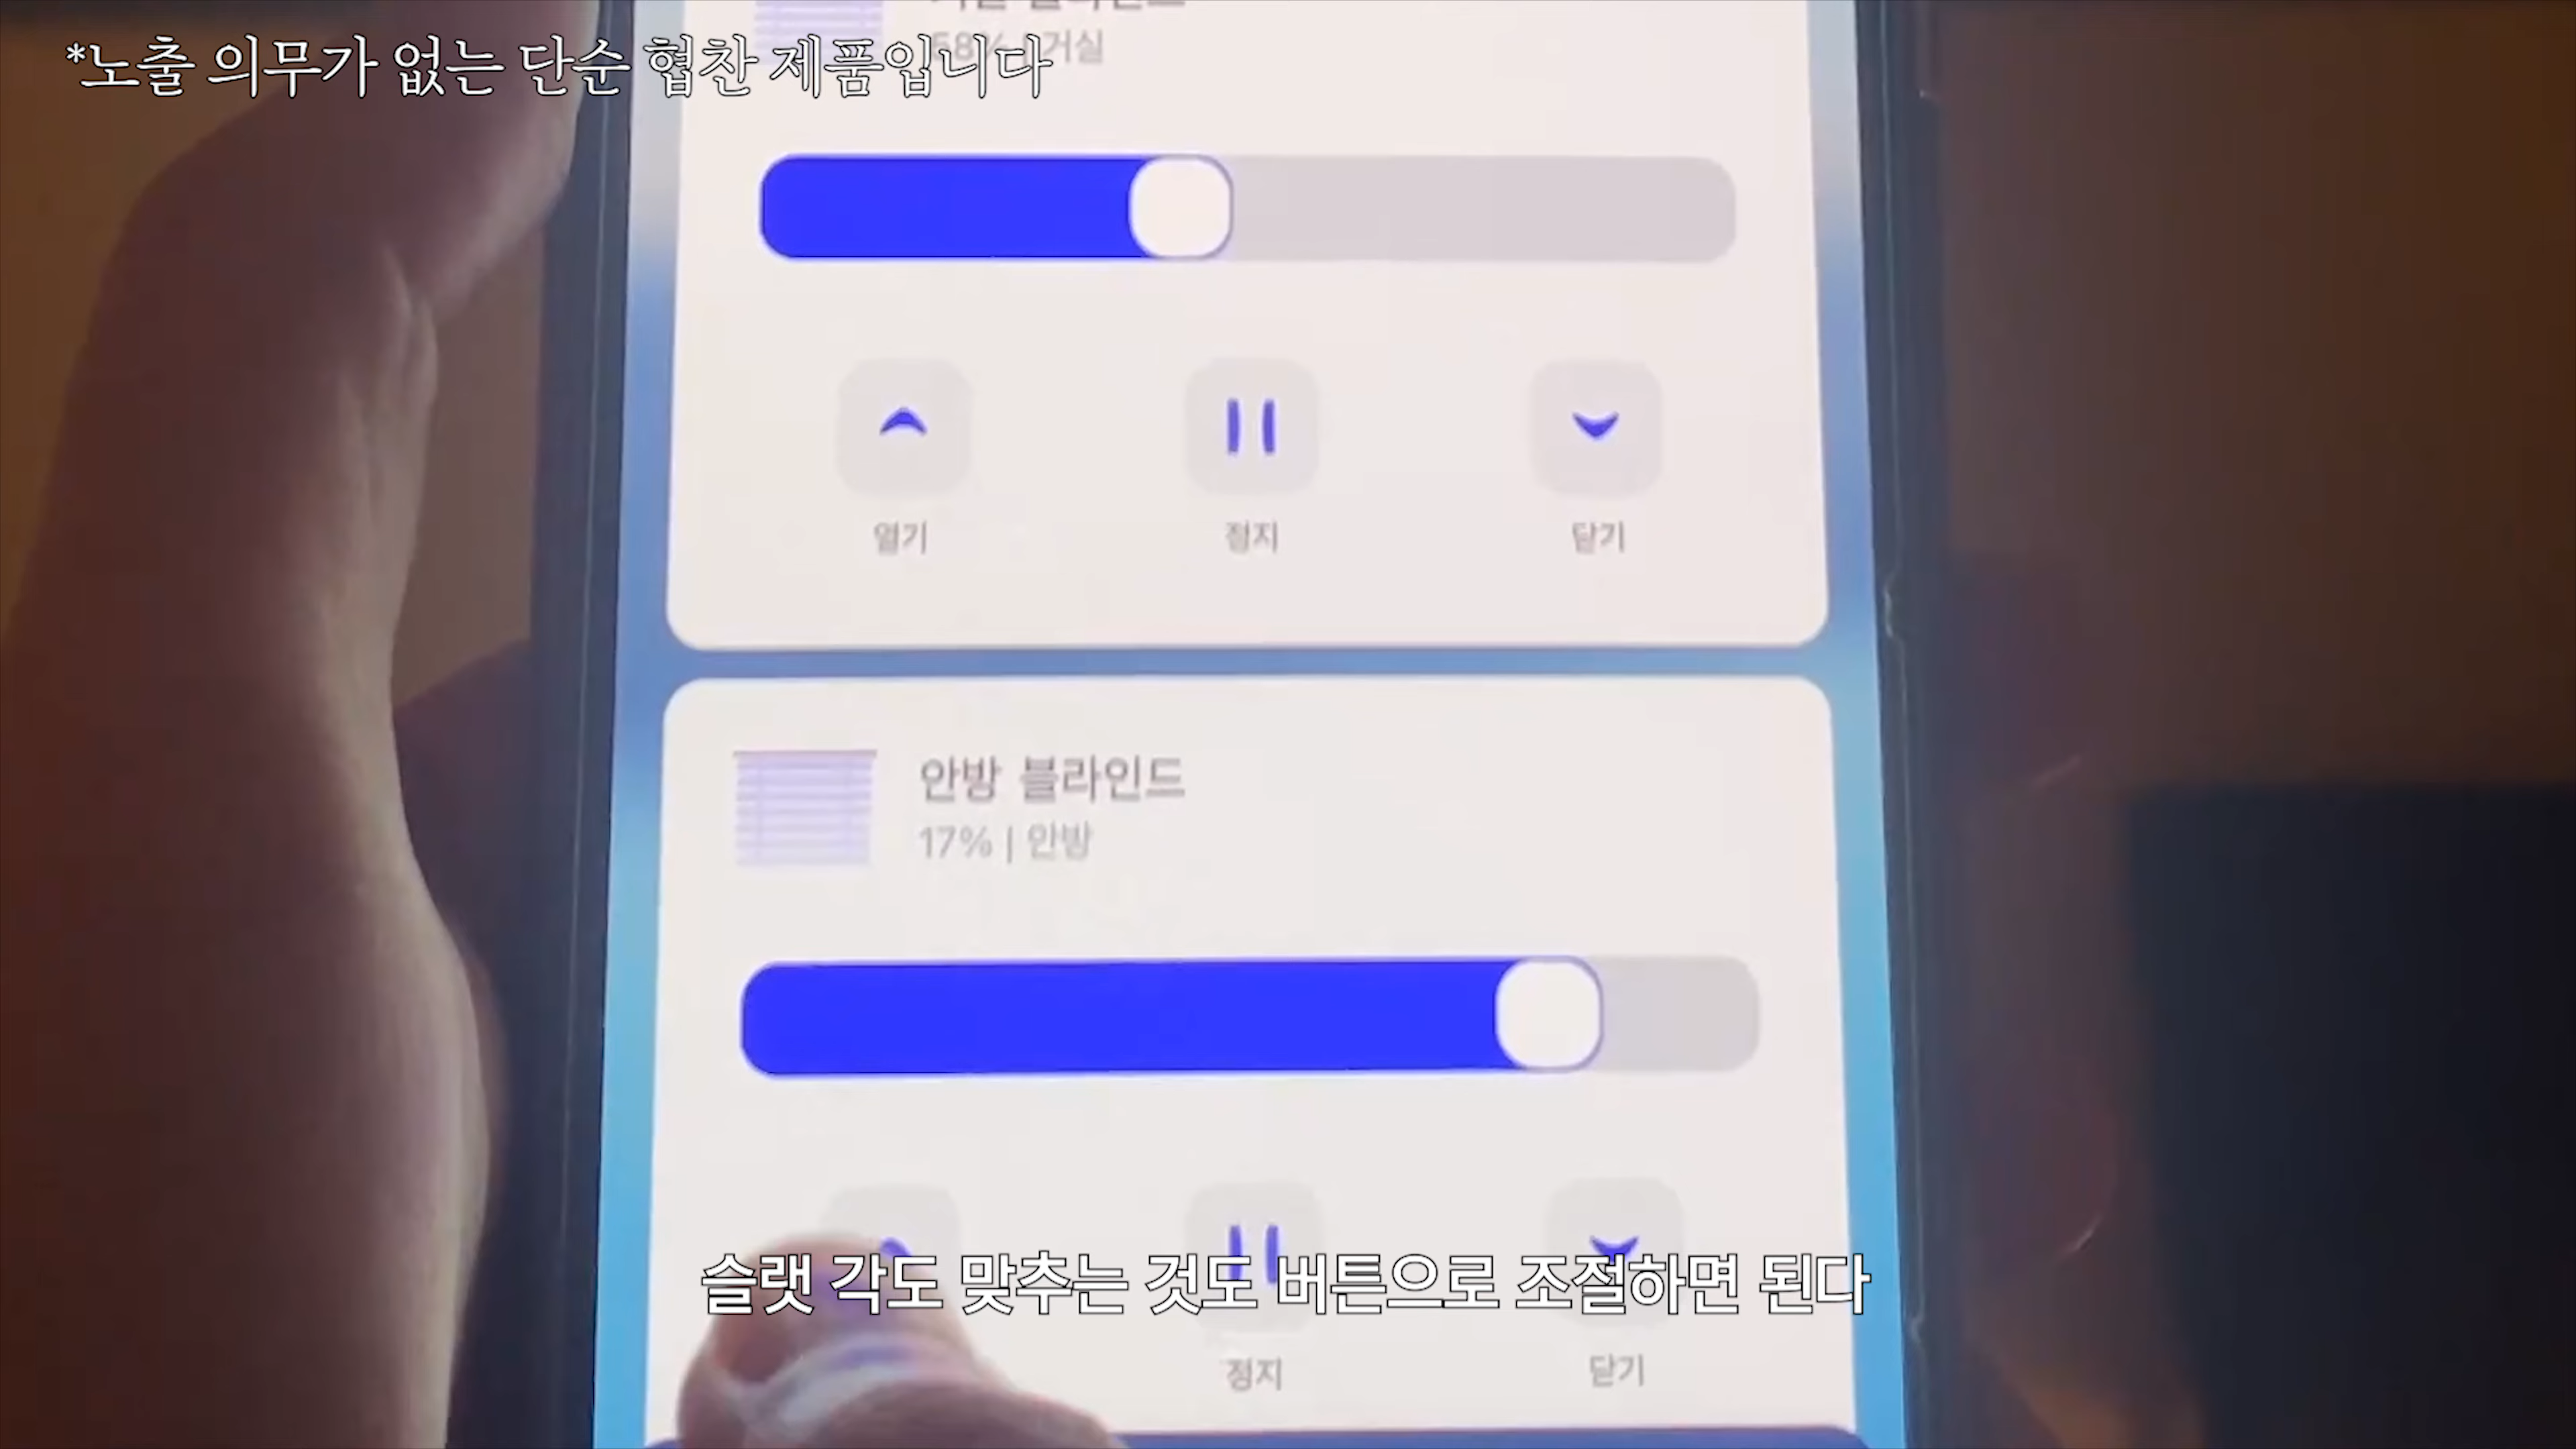 *노출 의무가 없는 단순 협찬 제품입니다
58% | 거실
열기
정지
닫기
안방 블라인드
17% | 안방
슬랫 각도 맞추는 것도 버튼으로 조절하면 된다
정지
닫기